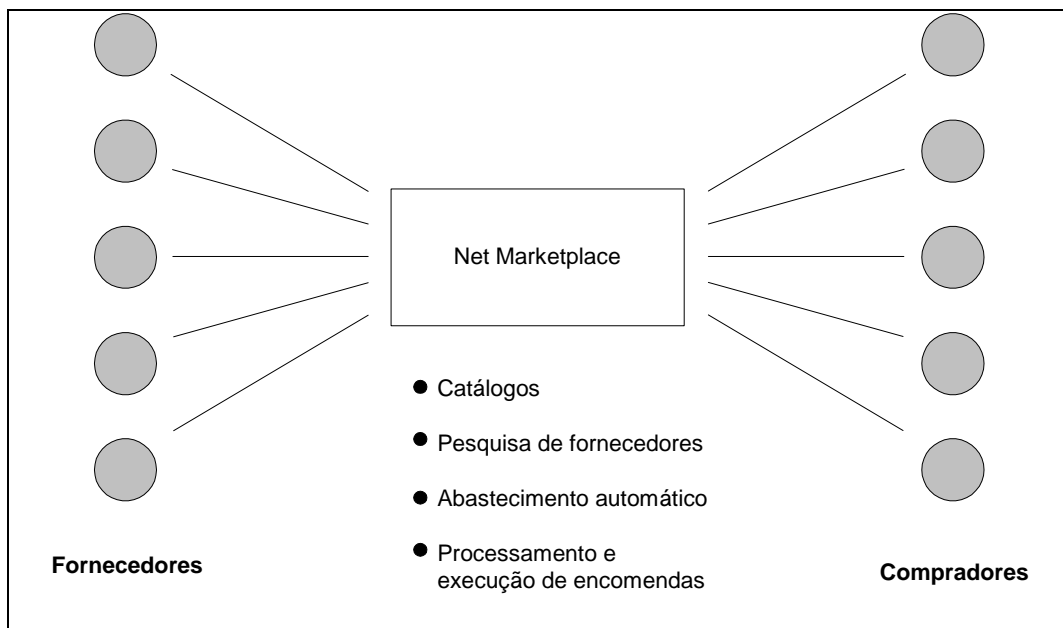 Net Marketplace
Catálogos
Pesquisa de fornecedores
Abastecimento automático
Processamento e
execução de encomendas
Fornecedores
Compradores